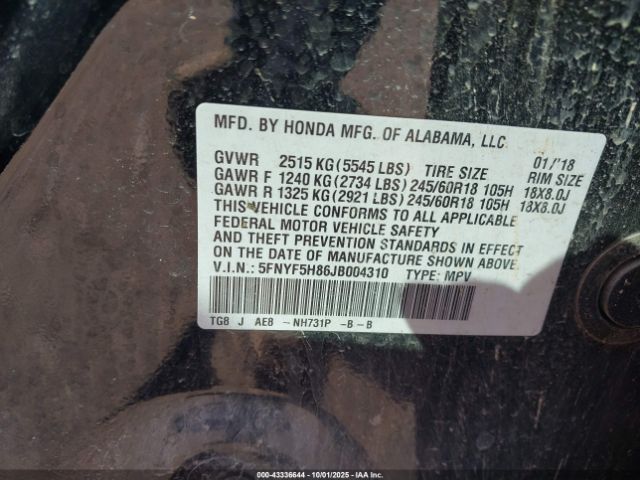 MFD. BY HONDA MFG. OF ALABAMA, LLC. 01/'18
GVWR 2515 KG (5545 LBS) TIRE SIZE RIM SIZE
GAWR F 1240 KG (2734 LBS) 245/60R18 105H 18X8.0J
GAWR R 1325 KG (2921 LBS) 245/60R18 105H 18X8.0J
THIS VEHICLE CONFORMS TO ALL APPLICABLE
FEDERAL MOTOR VEHICLE SAFETY
AND THEFT PREVENTION STANDARDS IN EFFECT
ON THE DATE OF MANUFACTURE SHOWN ABOVE.
V.I.N.: 5FNYF5H86JB004310 TYPE: MPV
TG8 J AE8 -NH731P -B-B
000-43336644 - 10/01/2025 - IAAI